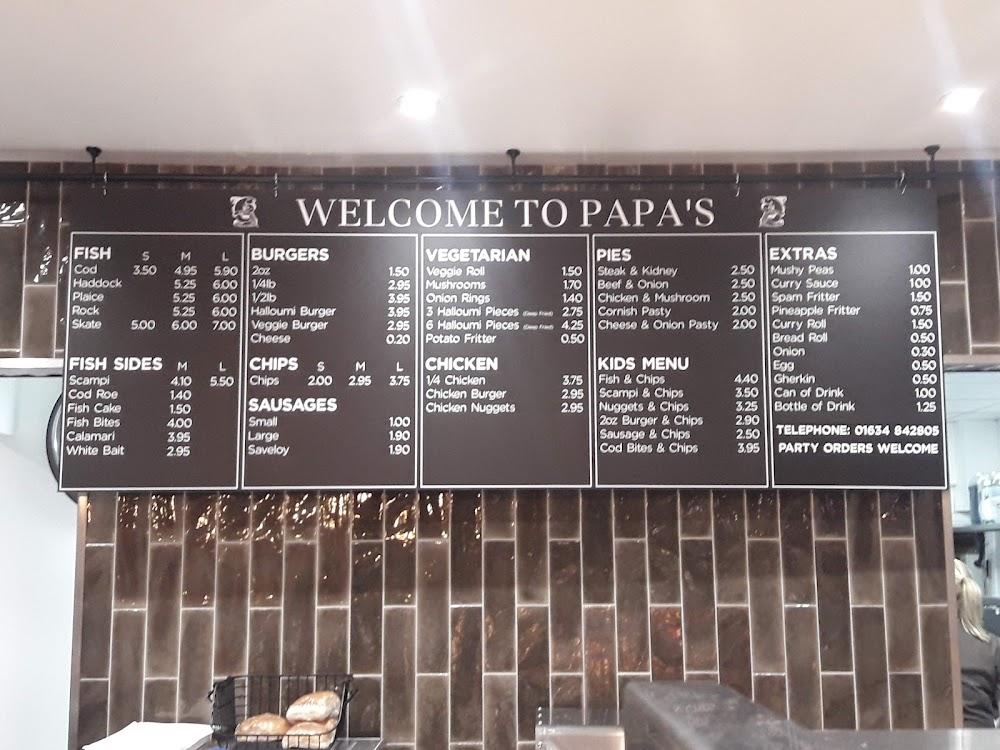 WELCOME TO PAPA'S
FISH S M L
Cod 3.50 4.95 5.90
Haddock 5.25 6.00
Plaice 5.25 6.00
Rock 5.25 6.00
Skate 5.00 6.00 7.00
FISH SIDES M L
Scampi 4.10 5.50
Cod Roe 1.40
Fish Cake 1.50
Fish Bites 4.00
Calamari 3.95
White Bait 2.95
BURGERS
2oz 1.50
1/4lb 2.95
1/2lb 3.95
Halloumi Burger 3.95
Veggie Burger 2.95
Cheese 0.20
CHIPS S M L
Chips 2.00 2.95 3.75
SAUSAGES
Small 1.00
Large 1.90
Saveloy 1.90
VEGETARIAN
Veggie Roll 1.50
Mushrooms 1.70
Onion Rings 1.40
3 Halloumi Pieces (Deep Fried) 2.75
6 Halloumi Pieces (Deep Fried) 4.25
Potato Fritter 0.50
CHICKEN
1/4 Chicken 3.75
Chicken Burger 2.95
Chicken Nuggets 2.95
PIES
Steak & Kidney 2.50
Beef & Onion 2.50
Chicken & Mushroom 2.50
Cornish Pasty 2.00
Cheese & Onion Pasty 2.00
KIDS MENU
Fish & Chips 4.40
Scampi & Chips 3.50
Nuggets & Chips 3.25
2oz Burger & Chips 2.90
Sausage & Chips 2.50
Cod Bites & Chips 3.95
EXTRAS
Mushy Peas 1.00
Curry Sauce 1.00
Spam Fritter 1.50
Pineapple Fritter 0.75
Curry Roll 1.50
Bread Roll 0.50
Onion 0.30
Egg 0.50
Gherkin 0.50
Can of Drink 1.00
Bottle of Drink 1.25
TELEPHONE: 01634 842805
PARTY ORDERS WELCOME